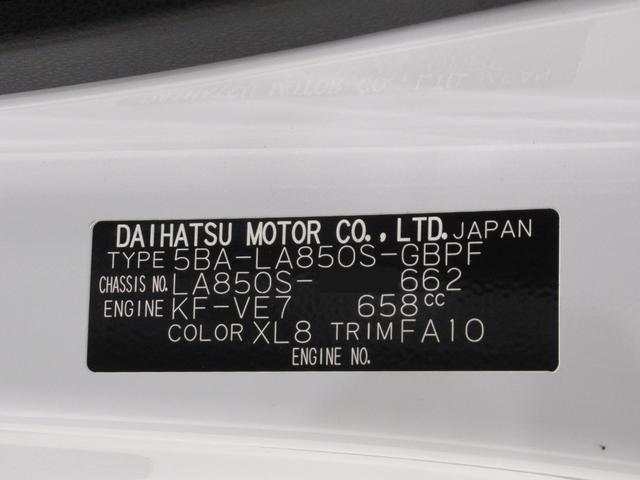 DAIHATSU MOTOR CO.,LTD. JAPAN
TYPE 5BA-LA850S-GBPF
CHASSIS NO. LA850S- 662
ENGINE KF-VE7 658CC
COLOR XL8 TRIM FA10
ENGINE NO.